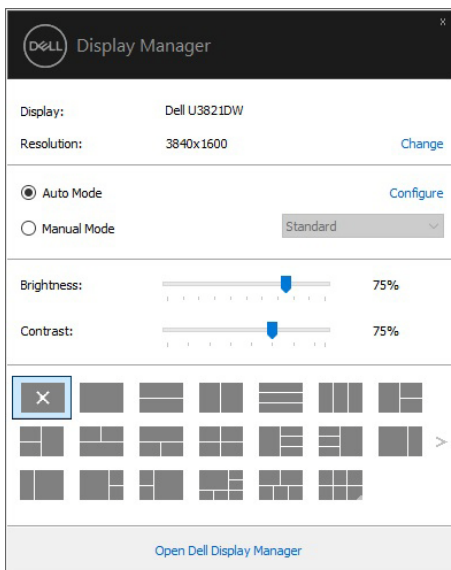 x
DELL Display Manager
Display: Dell U3821DW
Resolution: 3840x1600 Change
Auto Mode Configure
Manual Mode Standard
Brightness: 75%
Contrast: 75%
Open Dell Display Manager